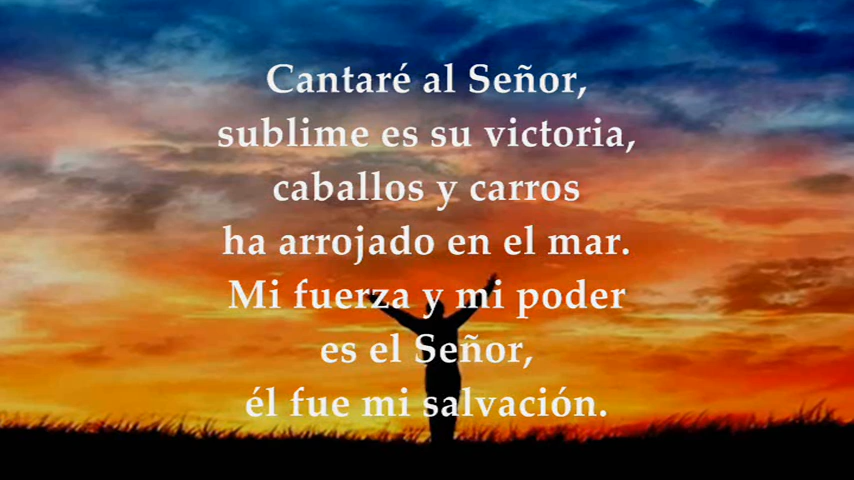 Cantaré al Señor,
sublime es su victoria,
caballos y carros
ha arrojado en el mar.
Mi fuerza y mi poder
es el Señor,
él fue mi salvación.